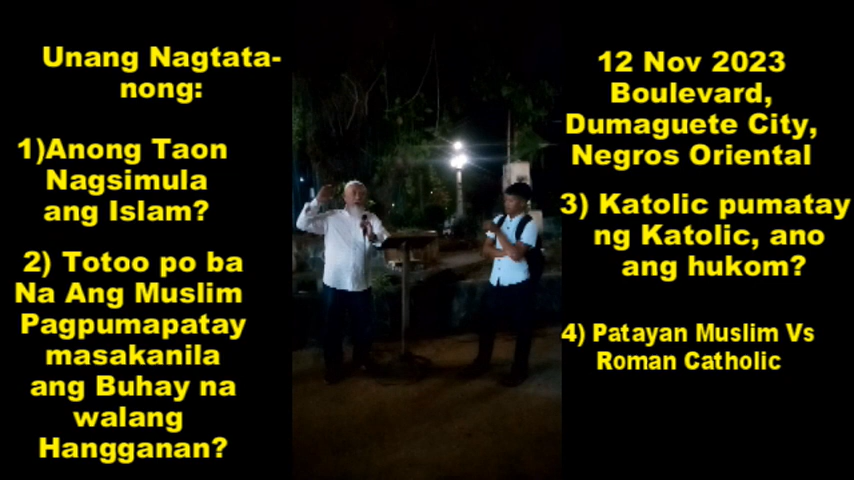 Unang Nagtata-
nong:
1)Anong Taon
Nagsimula
ang Islam?
2) Totoo po ba
Na Ang Muslim
Pagpumapatay
masakanila
ang Buhay na
walang
Hangganan?
12 Nov 2023
Boulevard,
Dumaguete City,
Negros Oriental
3) Katolic pumatay
ng Katolic, ano
ang hukom?
4) Patayan Muslim Vs
Roman Catholic